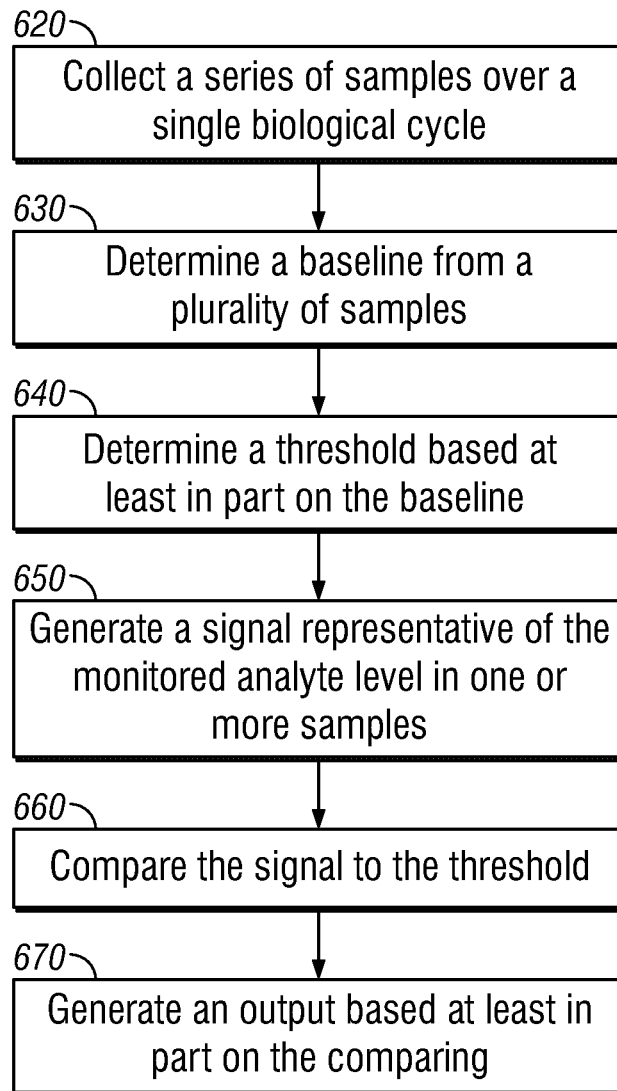 620
Collect a series of samples over a
single biological cycle
630
Determine a baseline from a
plurality of samples
640
Determine a threshold based at
least in part on the baseline
650
Generate a signal representative of the
monitored analyte level in one or
more samples
660
Compare the signal to the threshold
670
Generate an output based at least in
part on the comparing